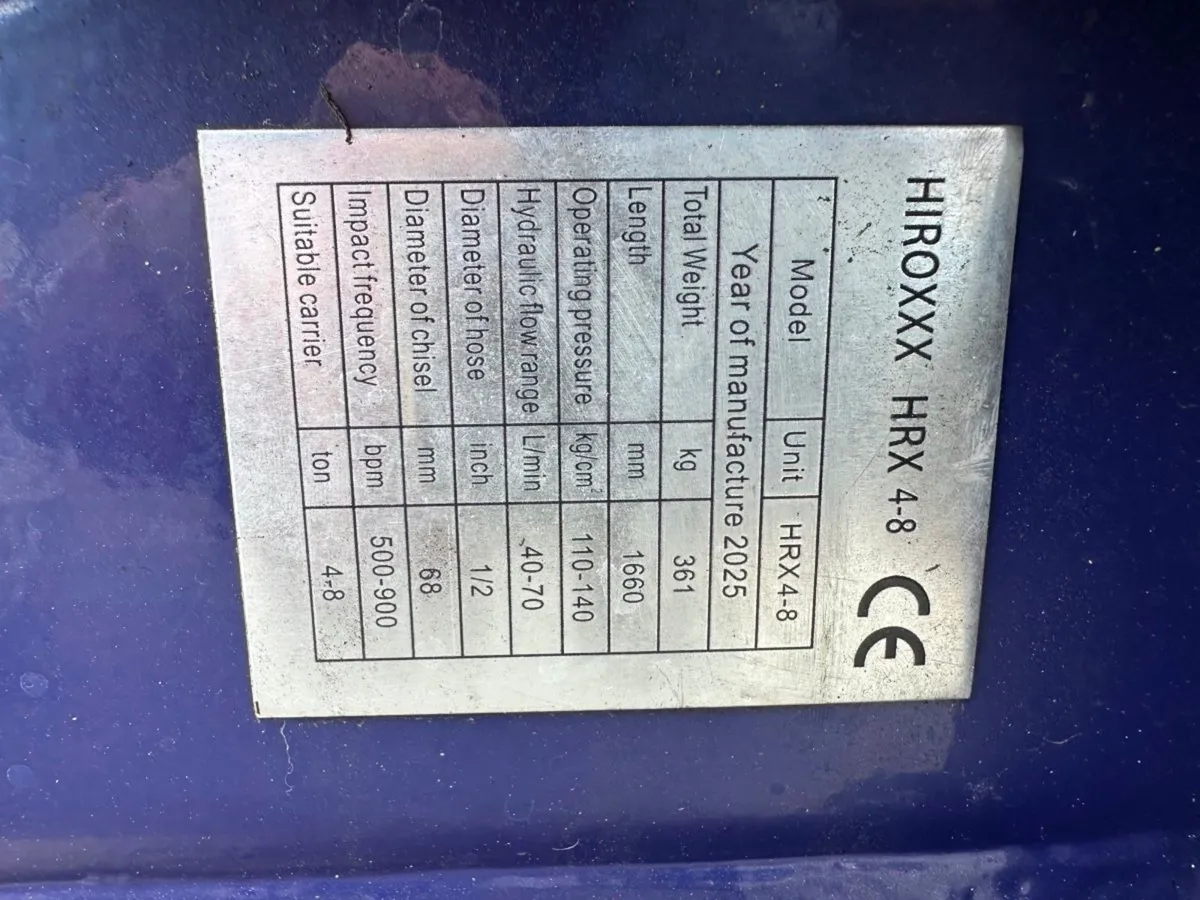 HIROXXX HRX 4-8 CE
Model Unit HRX4-8
Year of manufacture 2025
Total Weight kg 361
Length mm 1660
Operating pressure kg/cm² 110-140
Hydraulic flow range L/min 40-70
Diameter of hose inch 1/2
Diameter of chisel mm 68
Impact frequency bpm 500-900
Suitable carrier ton 4-8